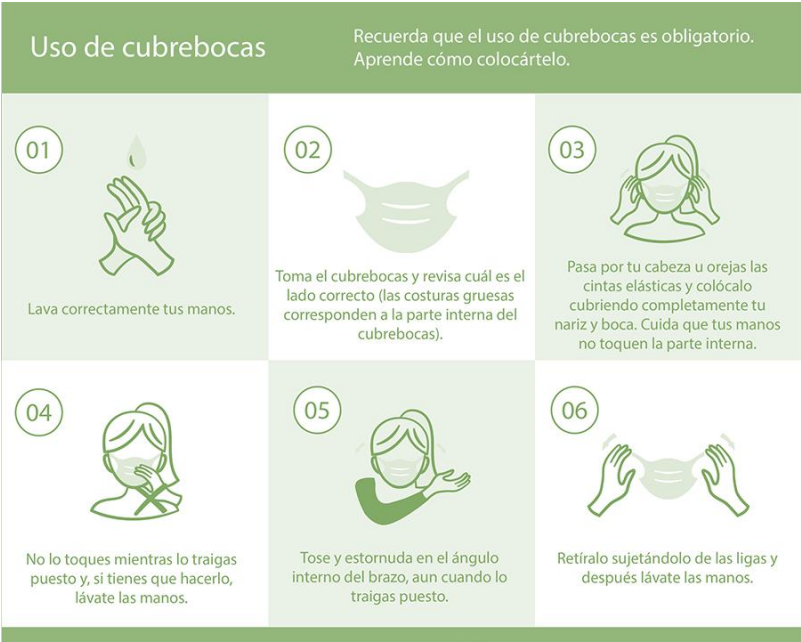 Uso de cubrebocas
Recuerda que el uso de cubrebocas es obligatorio.
Aprende cómo colocártelo.
01
Lava correctamente tus manos.
02
Toma el cubrebocas y revisa cuál es el
lado correcto (las costuras gruesas
corresponden a la parte interna del
cubrebocas).
03
Pasa por tu cabeza u orejas las
cintas elásticas y colócalo
cubriendo completamente tu
nariz y boca. Cuida que tus manos
no toquen la parte interna.
04
No lo toques mientras lo traigas
puesto y, si tienes que hacerlo,
lávate las manos.
05
Tose y estornuda en el ángulo
interno del brazo, aun cuando lo
traigas puesto.
06
Retíralo sujetándolo de las ligas y
después lávate las manos.